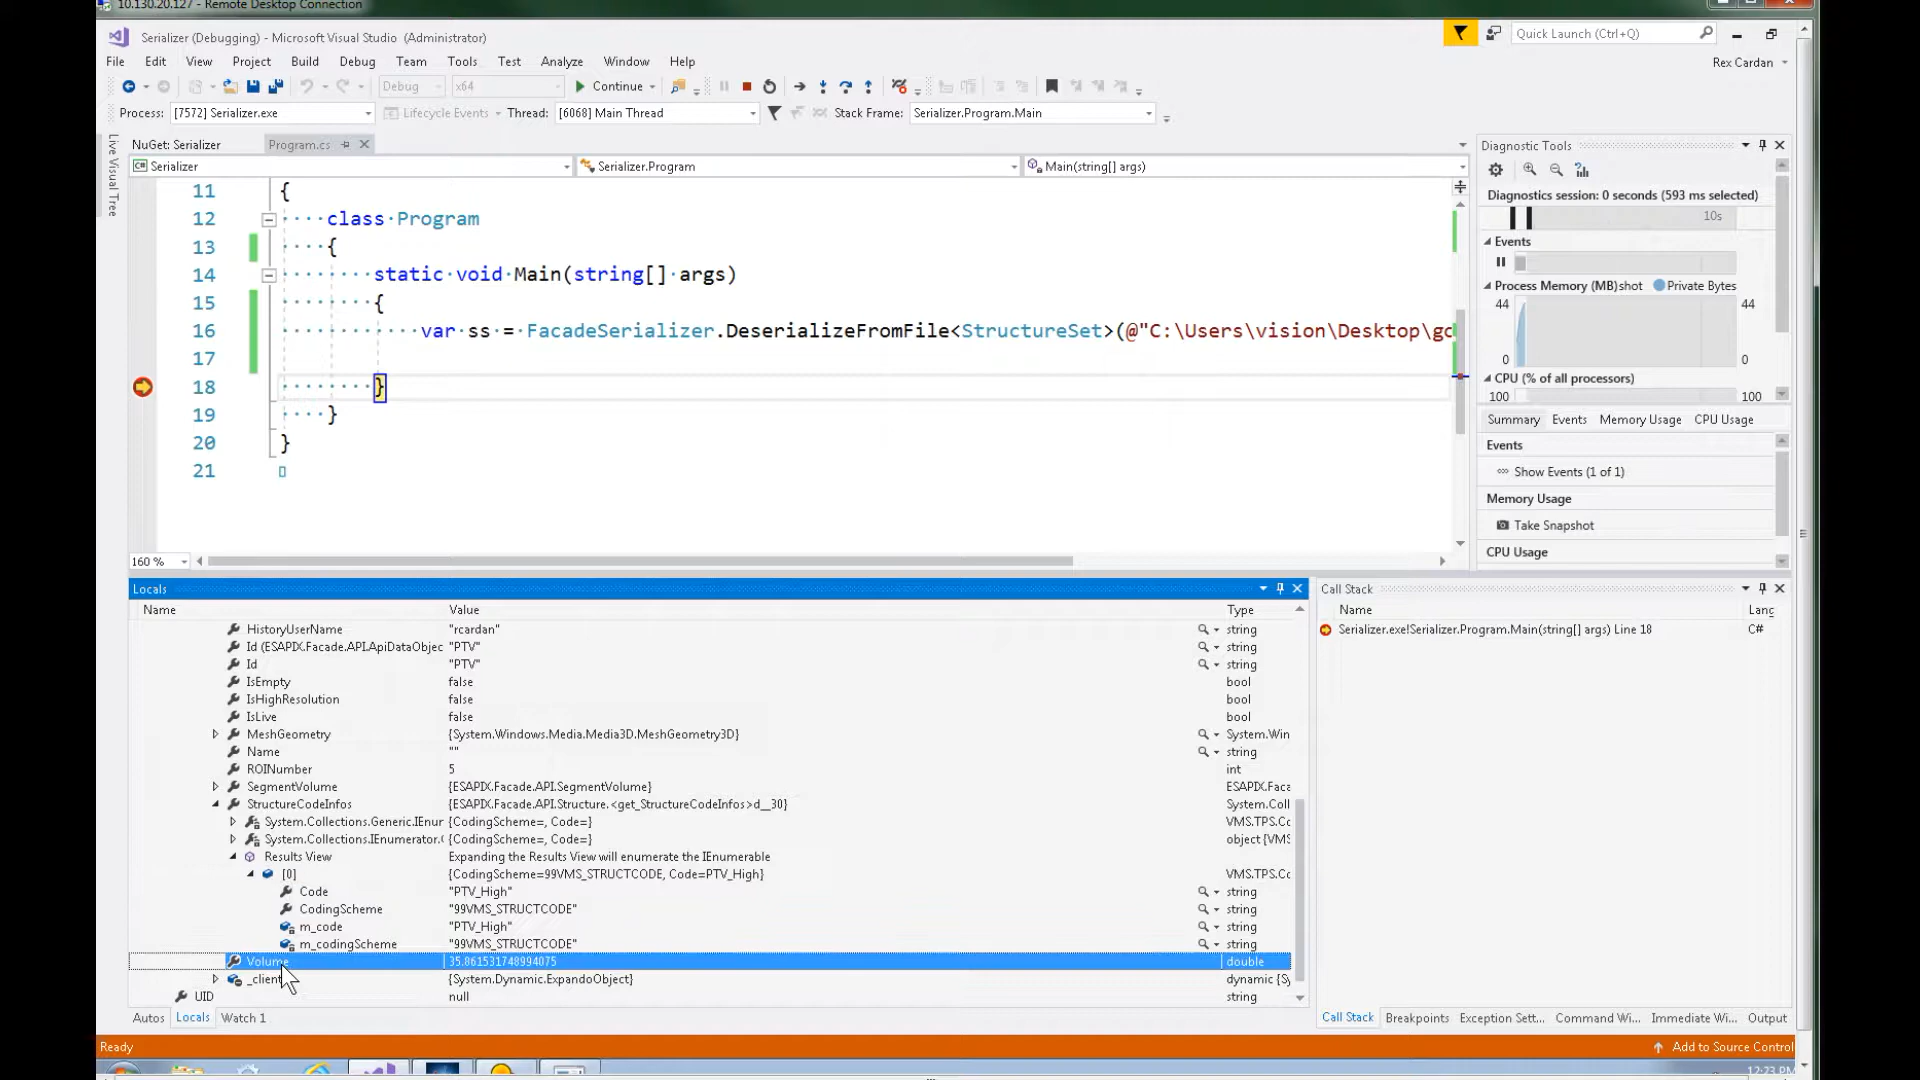 10.130.20.127 - Remote Desktop Connection
Serializer (Debugging) - Microsoft Visual Studio (Administrator)
Quick Launch (Ctrl+Q)
File Edit View Project Build Debug Team Tools Test Analyze Window Help
Rex Cardan
Debug x64 Continue
Process: [7572] Serializer.exe Lifecycle Events Thread: [6068] Main Thread Stack Frame: Serializer.Program.Main
Live Visual Tree
NuGet: Serializer Program.cs
Serializer Serializer.Program Main(string[] args)
11 {
12 class Program
13 {
14 static void Main(string[] args)
15 {
16 var ss = FacadeSerializer.DeserializeFromFile<StructureSet>(@"C:\Users\vision\Desktop\gc
17
18 }
19 }
20 }
21
160 %
Diagnostic Tools
Diagnostics session: 0 seconds (593 ms selected)
10s
Events
Process Memory (MB)shot Private Bytes
44 44
0 0
CPU (% of all processors)
100 100
Summary Events Memory Usage CPU Usage
Events
Show Events (1 of 1)
Memory Usage
Take Snapshot
CPU Usage
Locals
Name Value Type
HistoryUserName "rcardan" string
Id (ESAPIX.Facade.API.ApiDataObjec "PTV" string
Id "PTV" string
IsEmpty false bool
IsHighResolution false bool
IsLive false bool
MeshGeometry {System.Windows.Media.Media3D.MeshGeometry3D} System.Win
Name "" string
ROINumber 5 int
SegmentVolume {ESAPIX.Facade.API.SegmentVolume} ESAPIX.Faca
StructureCodeInfos {ESAPIX.Facade.API.Structure.<get_StructureCodeInfos>d__30} System.Coll
System.Collections.Generic.IEnur {CodingScheme=, Code=} VMS.TPS.Cc
System.Collections.IEnumerator.( {CodingScheme=, Code=} object {VM
Results View Expanding the Results View will enumerate the IEnumerable
[0] {CodingScheme=99VMS_STRUCTCODE, Code=PTV_High} VMS.TPS.Cc
Code "PTV_High" string
CodingScheme "99VMS_STRUCTCODE" string
m_code "PTV_High" string
m_codingScheme "99VMS_STRUCTCODE" string
Volume 35.861531748994075 double
_client {System.Dynamic.ExpandoObject} dynamic {Sy
UID null string
Autos Locals Watch 1
Call Stack
Name Lang
Serializer.exe!Serializer.Program.Main(string[] args) Line 18 C#
Call Stack Breakpoints Exception Sett... Command Wi... Immediate Wi... Output
Ready
Add to Source Control
12:23 PM